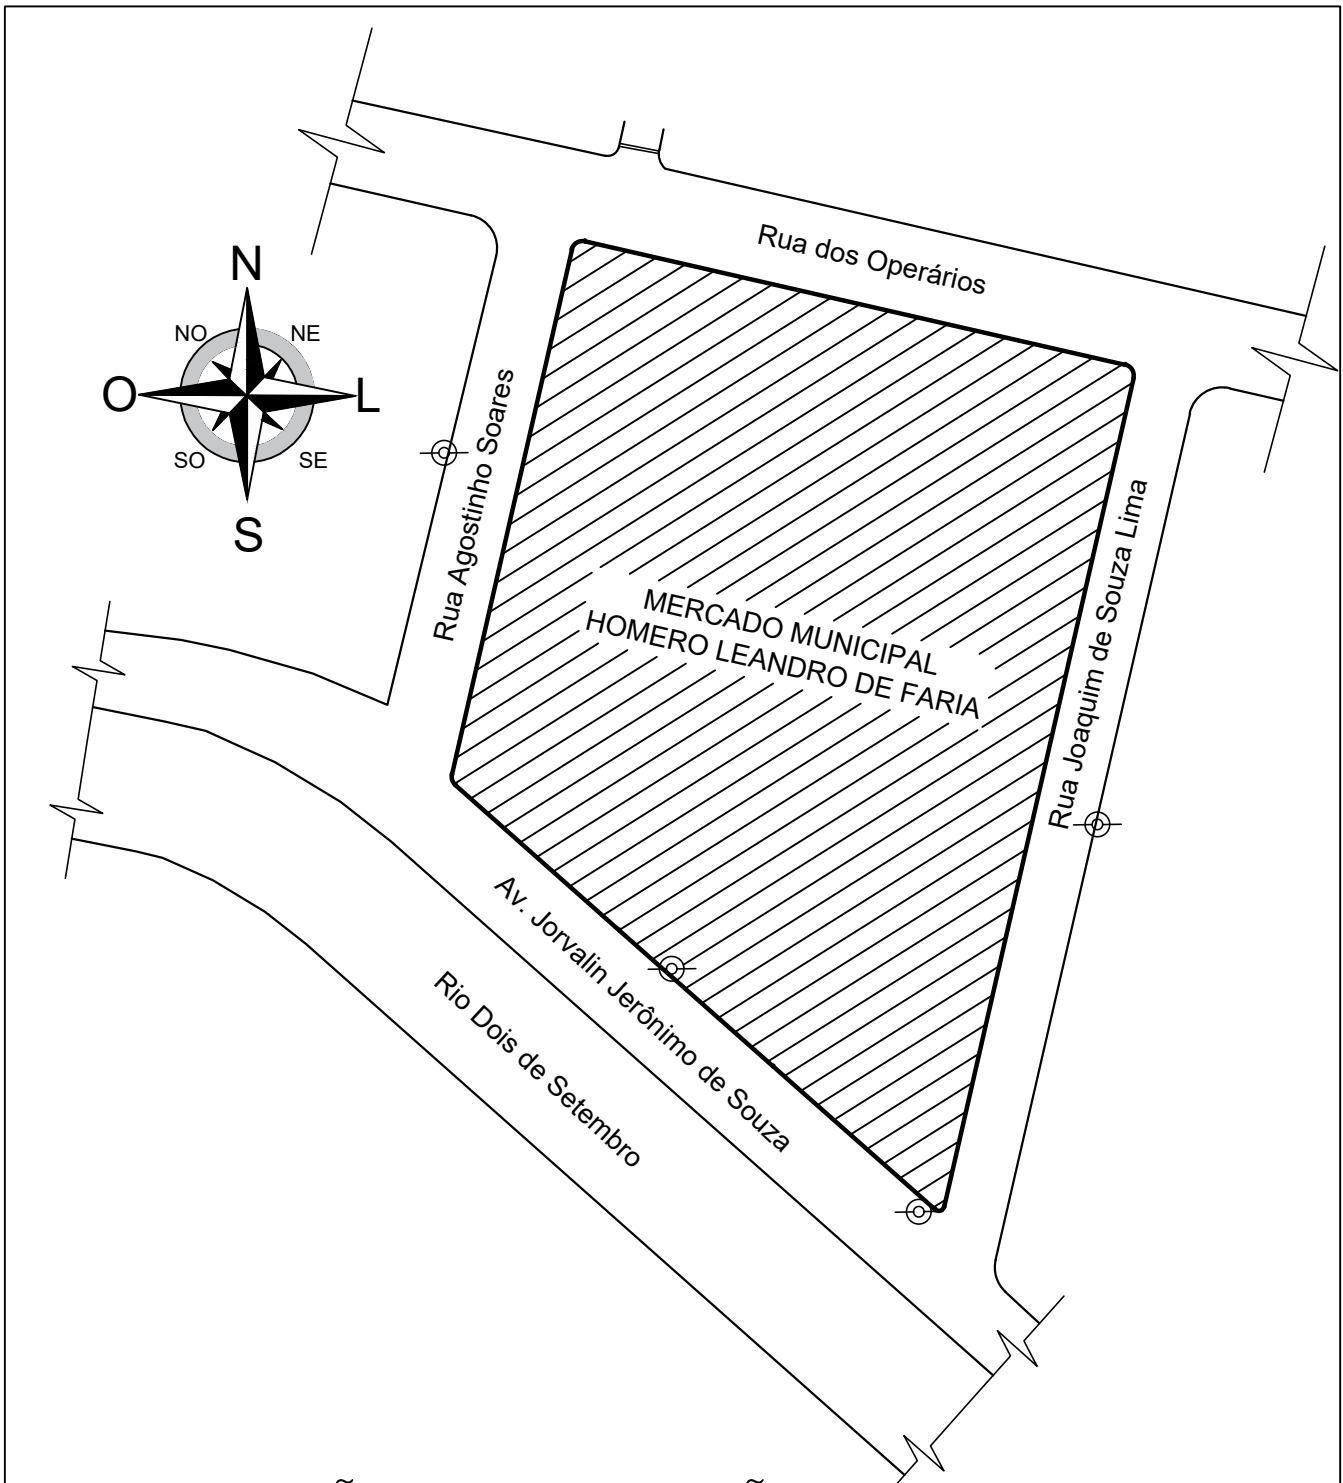 Rua dos Operários
N
NO
NE
O
L
SO
SE
S
Rua Agostinho Soares
Rua Joaquim de Souza Lima
MERCADO MUNICIPAL
HOMERO LEANDRO DE FARIA
Av. Jorvalin Jerônimo de Souza
Rio Dois de Setembro